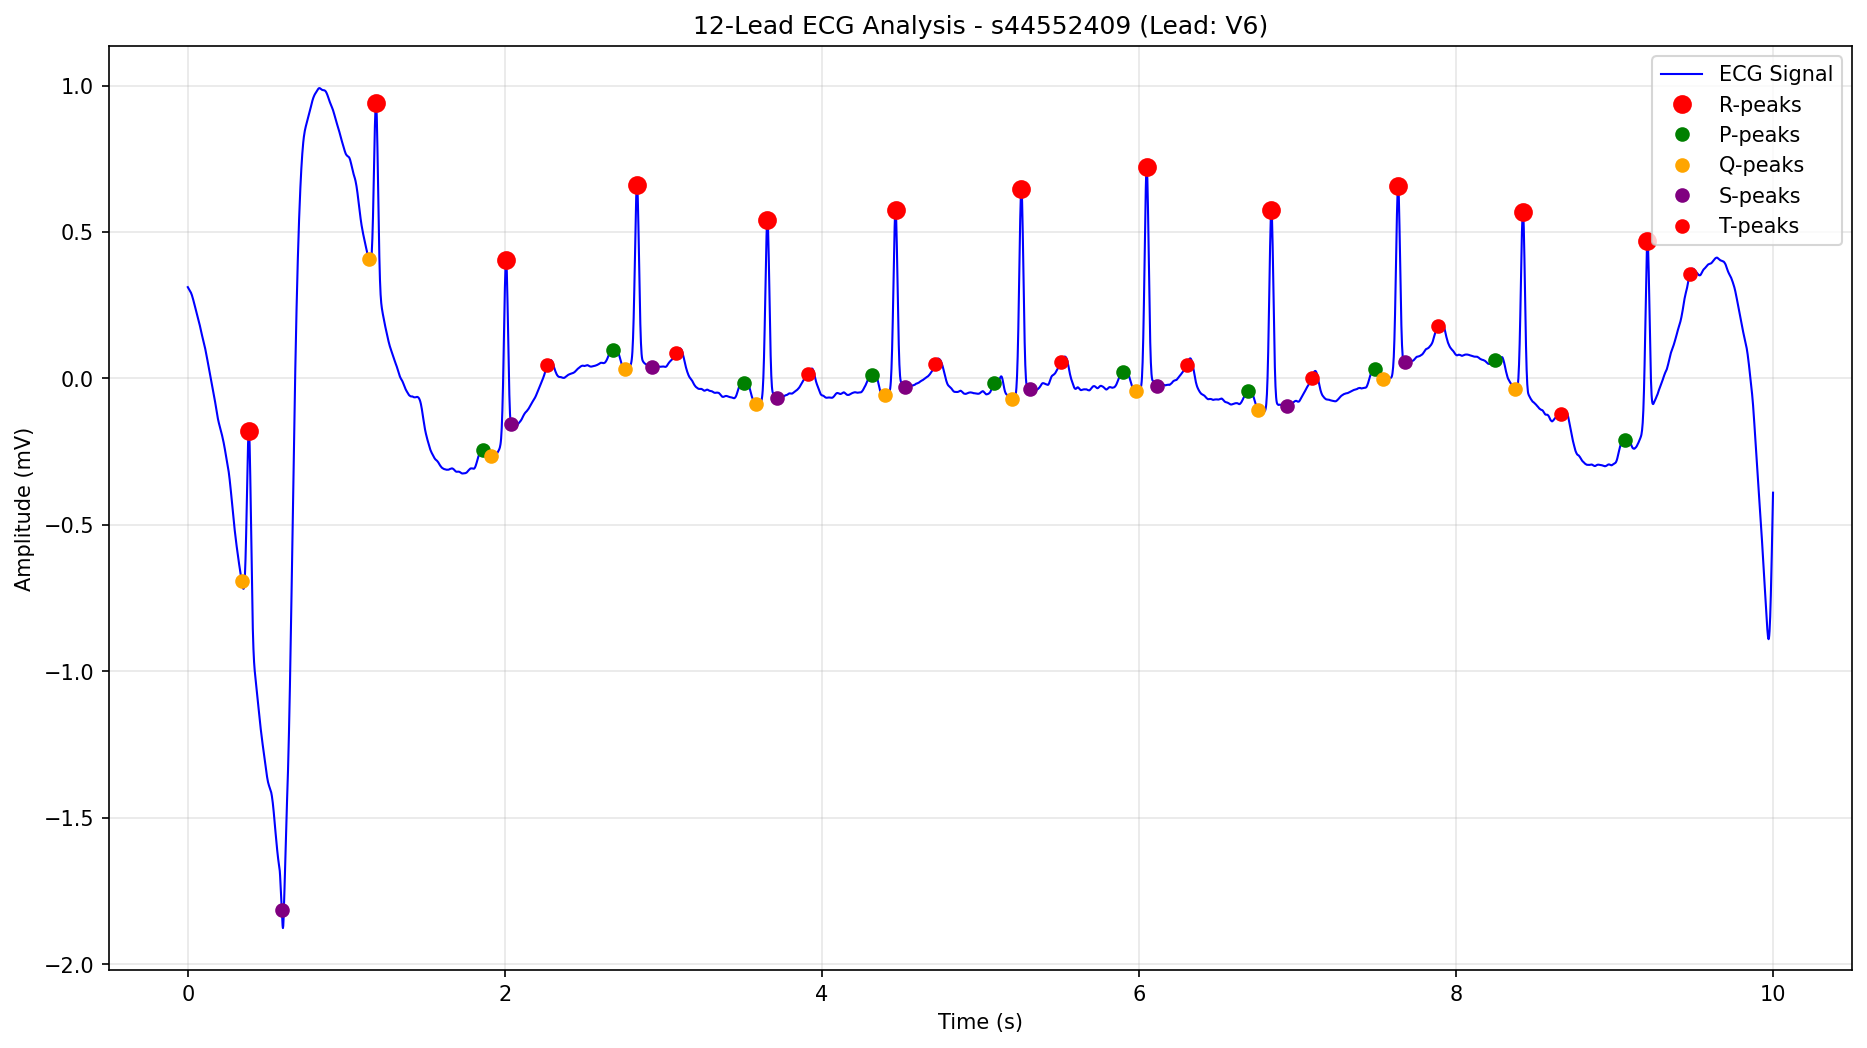 12-Lead ECG Analysis - s44552409 (Lead: V6)
ECG Signal
R-peaks
P-peaks
Q-peaks
S-peaks
T-peaks
Amplitude (mV)
1.0
0.5
0.0
−0.5
−1.0
−1.5
−2.0
0 2 4 6 8 10
Time (s)